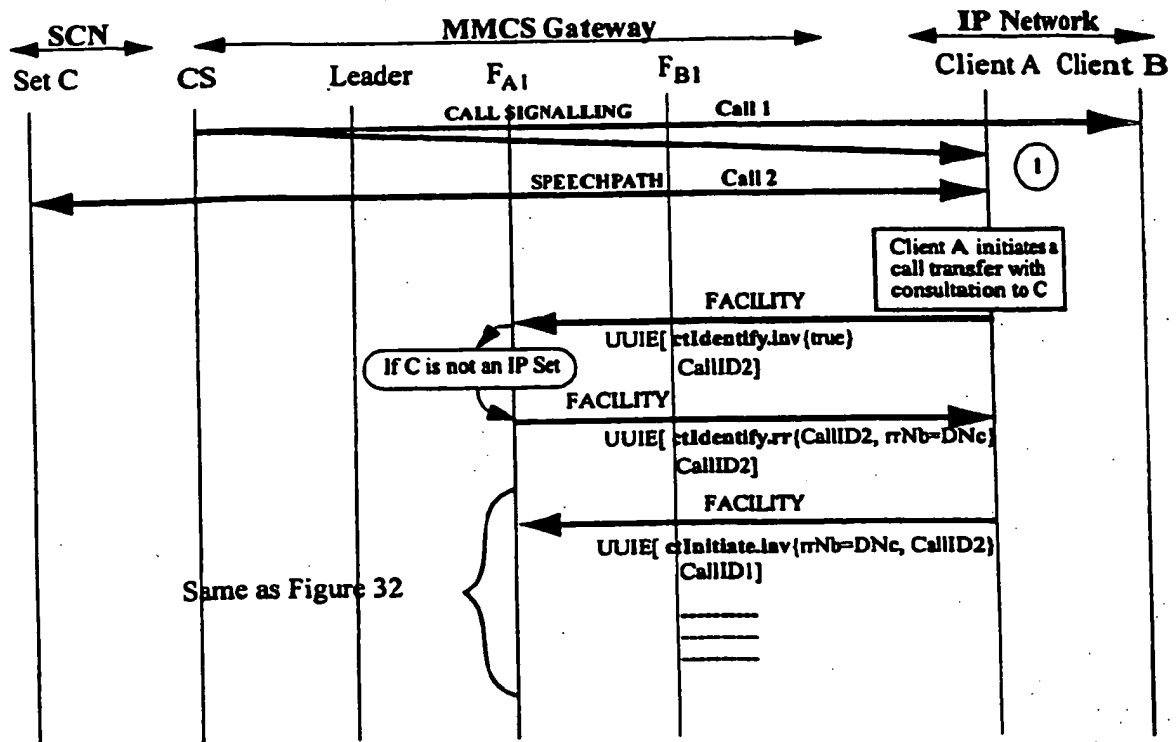 SCN
MMCS Gateway
IP Network
Set C
CS
Leader
FA1
FB1
Client A
Client B
CALL SIGNALLING
Call 1
1
SPEECHPATH
Call 2
Client A initiates a
call transfer with
consultation to C
FACILITY
UUIE[ ctIdentify.inv{true}
CallID2]
If C is not an IP Set
FACILITY
UUIE[ ctIdentify.rr{CallID2, rrNb=DNc}
CallID2]
FACILITY
UUIE[ ctInitiate.inv{rrNb=DNc, CallID2}
CallID1]
Same as Figure 32